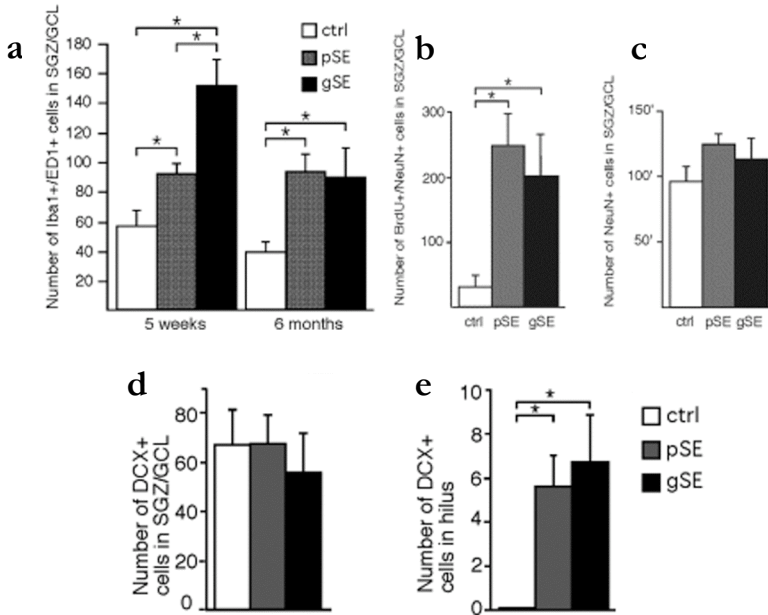 a
Number of Iba1+/ED1+ cells in SGZ/GCL
180
160
140
120
100
80
60
40
20
*
*
*
*
*
ctrl
pSE
gSE
5 weeks
6 months
b
Number of BrdU+/NeuN+ cells in SGZ/GCL
300
200
100
*
*
ctrl pSE gSE
c
Number of NeuN+ cells in SGZ/GCL
150'
100'
50'
ctrl pSE gSE
d
Number of DCX+
cells in SGZ/GCL
80
60
40
20
0
e
Number of DCX+
cells in hilus
10
8
6
4
2
0
*
*
ctrl
pSE
gSE